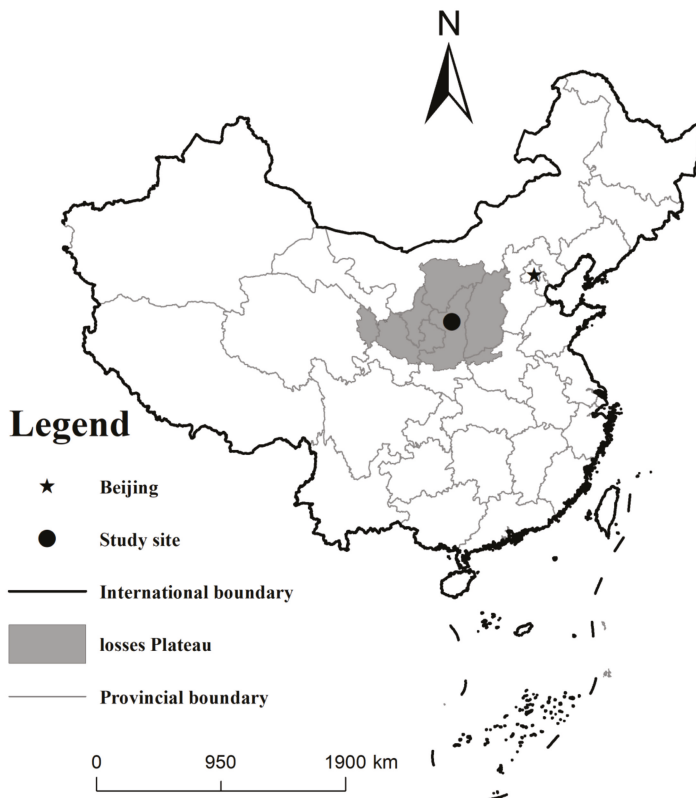 N
Legend
Beijing
Study site
International boundary
losses Plateau
Provincial boundary
0 950 1900 km